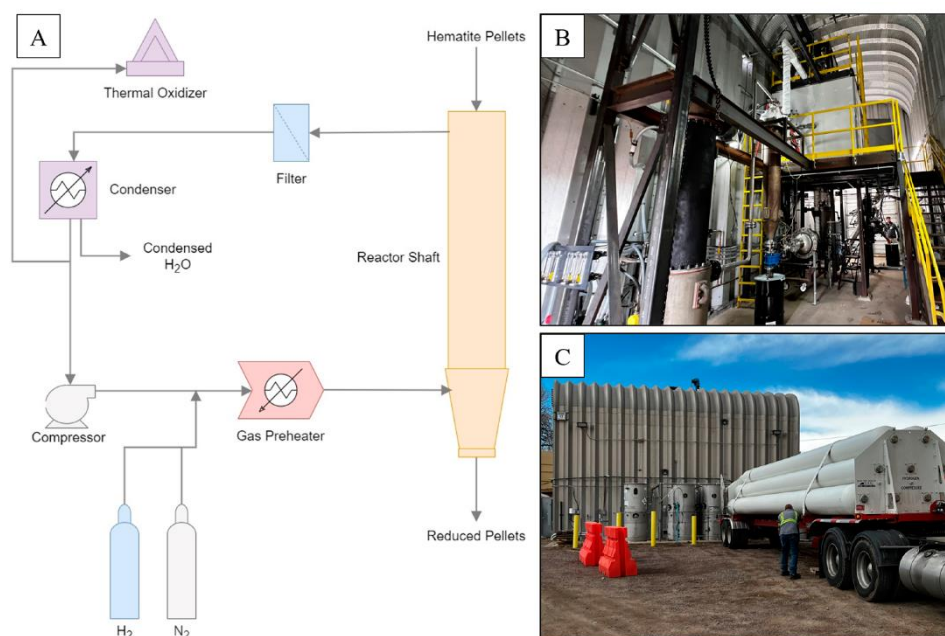 A
Thermal Oxidizer
Hematite Pellets
Filter
Condenser
Condensed
H₂O
Reactor Shaft
Compressor
Gas Preheater
Reduced Pellets
H₂
N₂
B
C